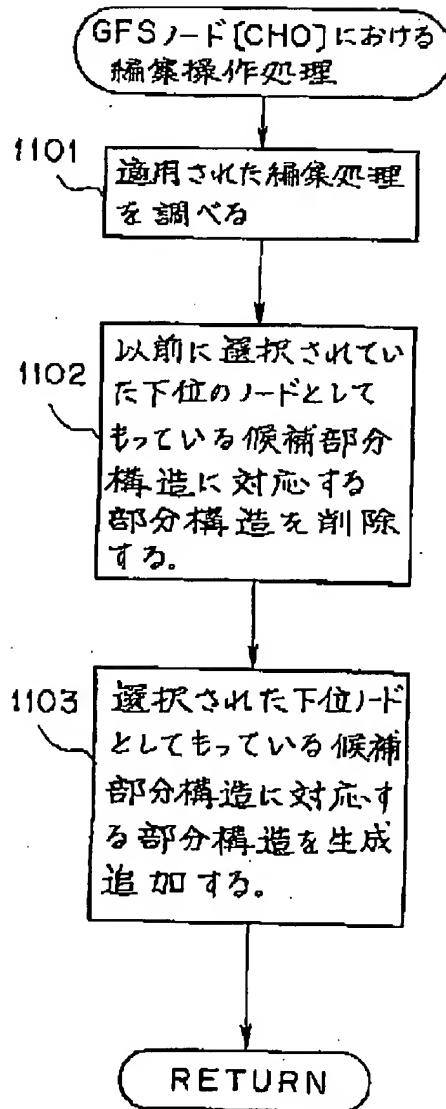 GFSノード[CHO]における
編集操作処理
1101
適用された編集処理
を調べる
1102
以前に選択されてい
た下位のノードとして
もっている候補部分
構造に対応する
部分構造を削除
する。
1103
選択された下位ノード
としてもっている候補
部分構造に対応す
る部分構造を生成
追加する。
RETURN